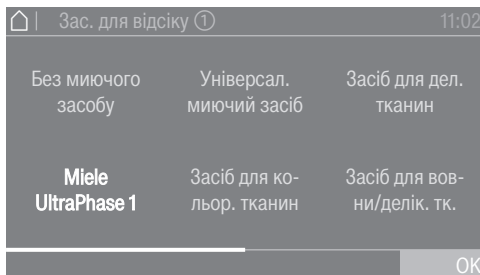 Зас. для відсіку ① 11:02
Без миючого
засобу
Універсал.
миючий засіб
Засіб для дел.
тканин
Miele
UltraPhase 1
Засіб для ко-
льор. тканин
Засіб для вов-
ни/делік. тк.
OK